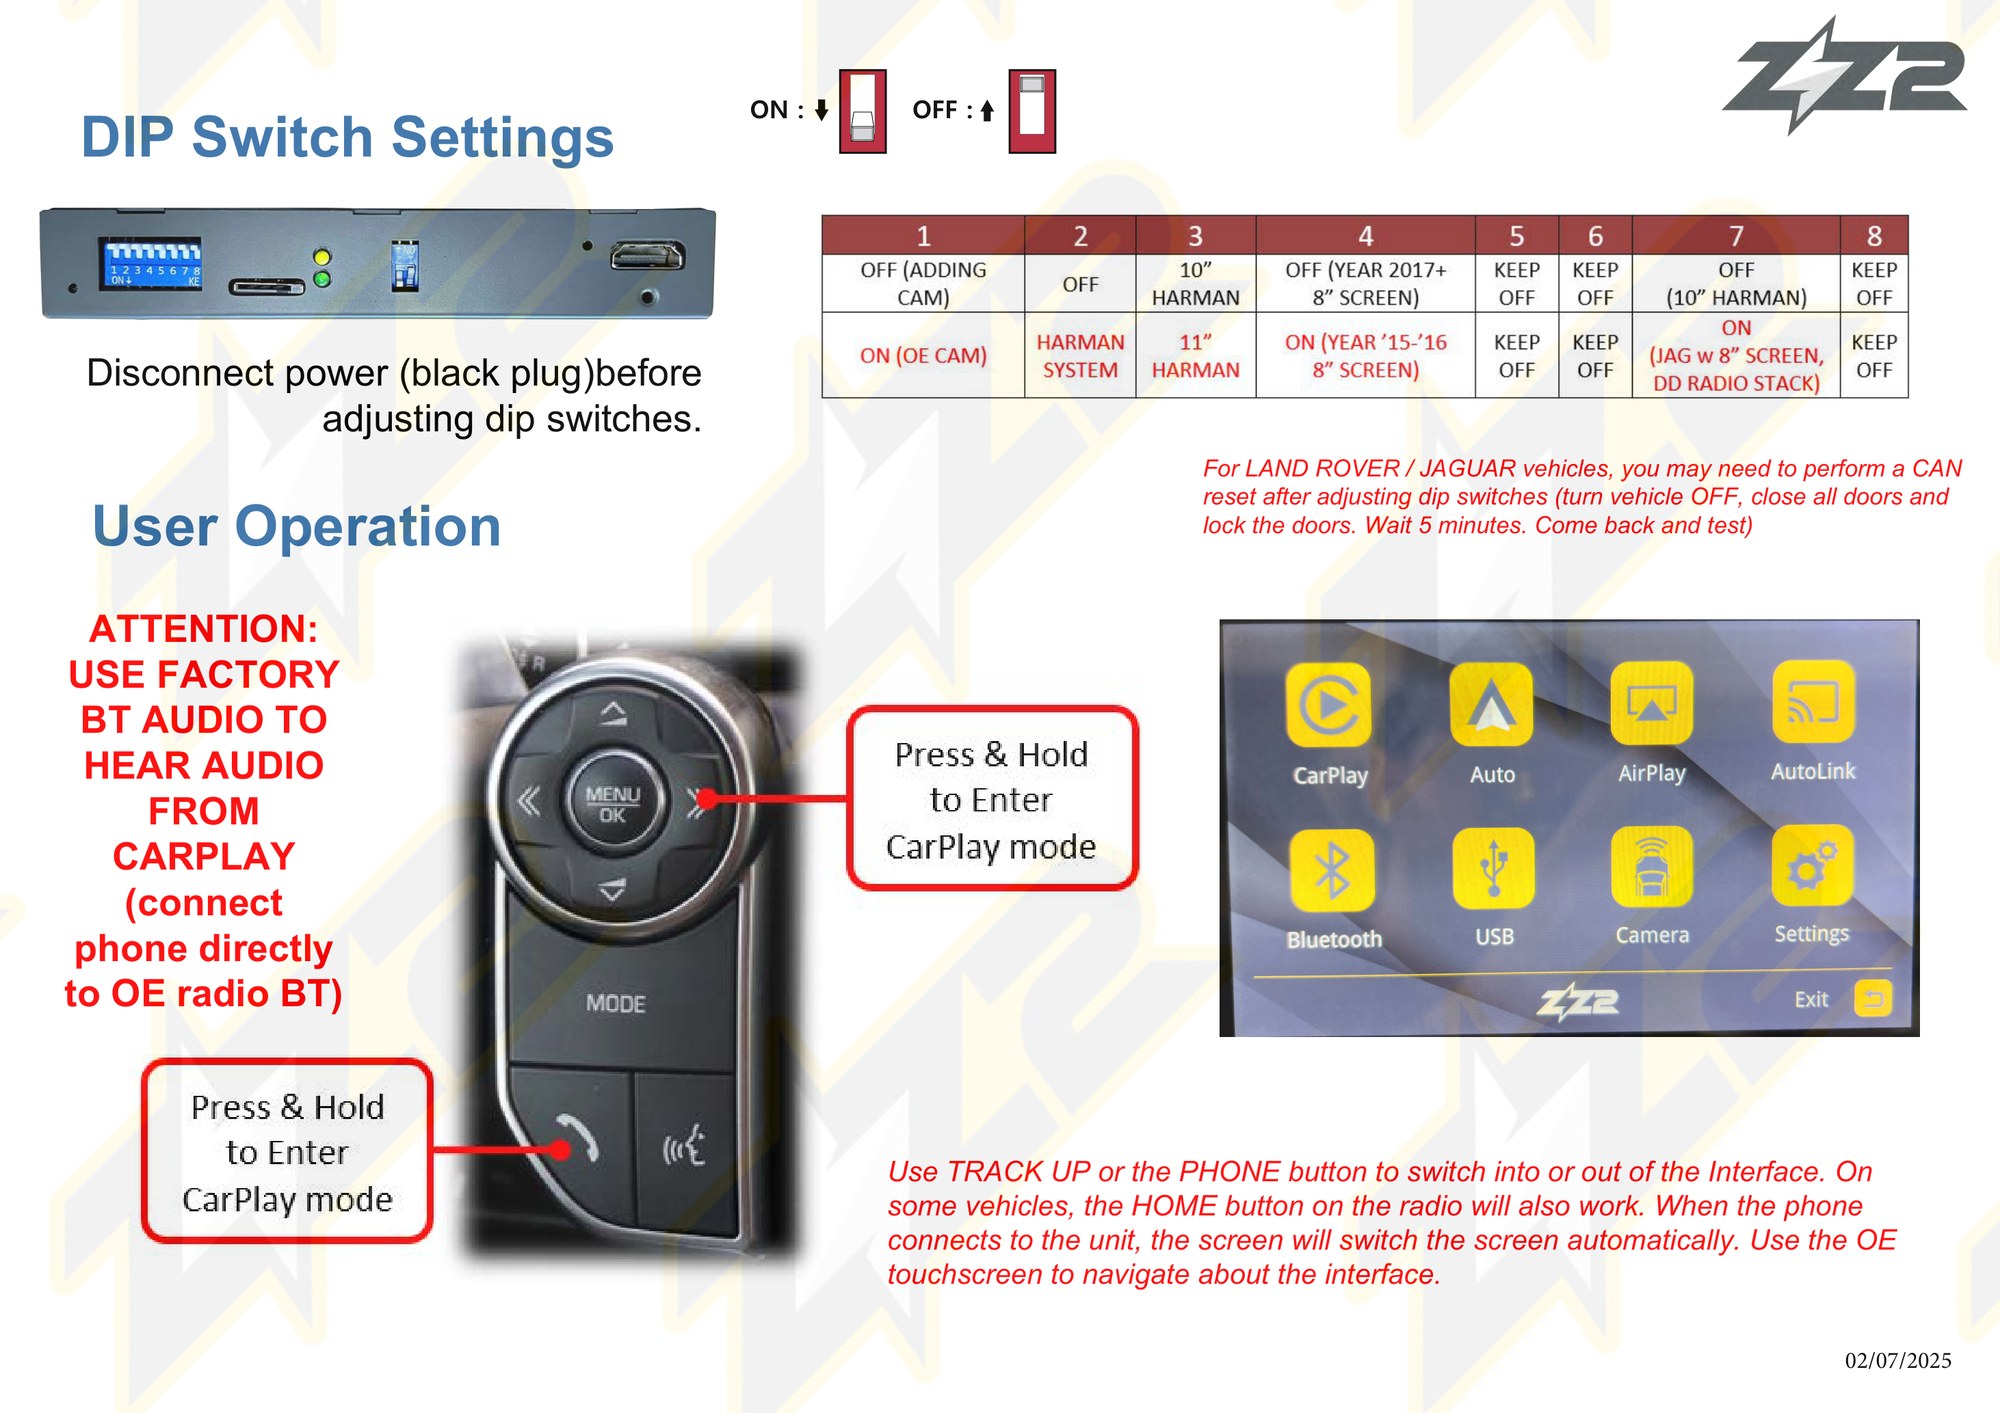 ZZ2
ON :
OFF :
DIP Switch Settings
1 2 3 4 5 6 7 8
ON↓ KE
1 2 3 4 5 6 7 8
OFF (ADDING CAM) OFF 10” HARMAN OFF (YEAR 2017+ 8” SCREEN) KEEP OFF KEEP OFF OFF (10” HARMAN) KEEP OFF
ON (OE CAM) HARMAN SYSTEM 11” HARMAN ON (YEAR ’15-’16 8” SCREEN) KEEP OFF KEEP OFF ON (JAG w 8” SCREEN, DD RADIO STACK) KEEP OFF
Disconnect power (black plug)before
adjusting dip switches.
For LAND ROVER / JAGUAR vehicles, you may need to perform a CAN
reset after adjusting dip switches (turn vehicle OFF, close all doors and
lock the doors. Wait 5 minutes. Come back and test)
User Operation
ATTENTION:
USE FACTORY
BT AUDIO TO
HEAR AUDIO
FROM
CARPLAY
(connect
phone directly
to OE radio BT)
MENU
OK
MODE
Press & Hold
to Enter
CarPlay mode
Press & Hold
to Enter
CarPlay mode
CarPlay Auto AirPlay AutoLink
Bluetooth USB Camera Settings
ZZ2 Exit
Use TRACK UP or the PHONE button to switch into or out of the Interface. On
some vehicles, the HOME button on the radio will also work. When the phone
connects to the unit, the screen will switch the screen automatically. Use the OE
touchscreen to navigate about the interface.
02/07/2025